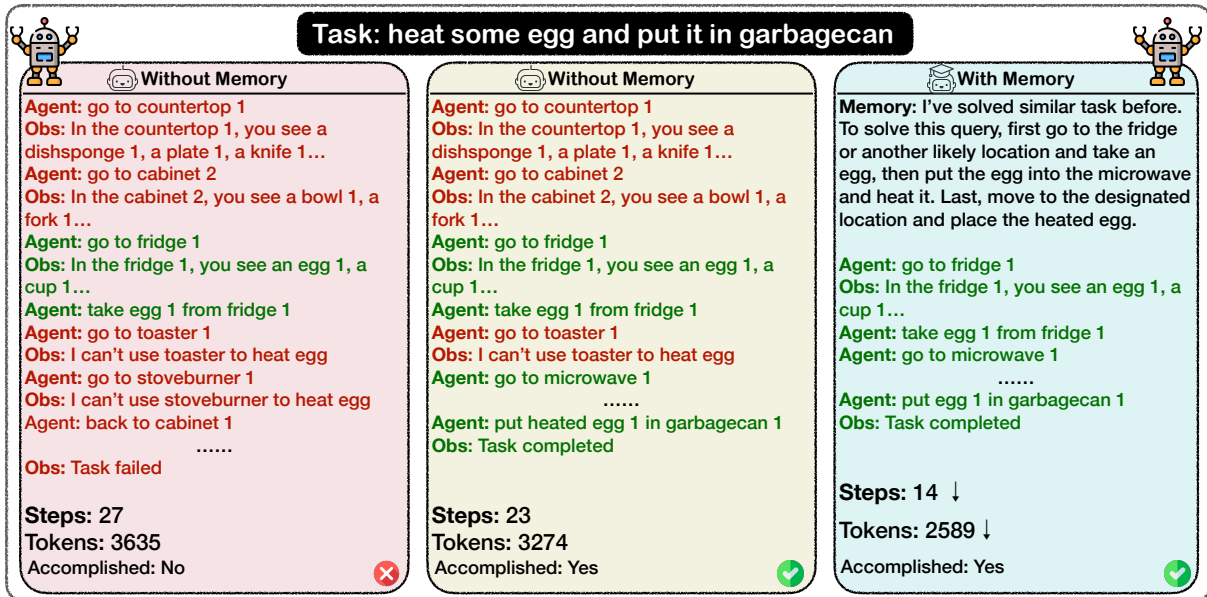 Task: heat some egg and put it in garbagecan
Without Memory
Agent: go to countertop 1
Obs: In the countertop 1, you see a
dishsponge 1, a plate 1, a knife 1…
Agent: go to cabinet 2
Obs: In the cabinet 2, you see a bowl 1, a
fork 1…
Agent: go to fridge 1
Obs: In the fridge 1, you see an egg 1, a
cup 1…
Agent: take egg 1 from fridge 1
Agent: go to toaster 1
Obs: I can't use toaster to heat egg
Agent: go to stoveburner 1
Obs: I can't use stoveburner to heat egg
Agent: back to cabinet 1
......
Obs: Task failed
Steps: 27
Tokens: 3635
Accomplished: No
Without Memory
Agent: go to countertop 1
Obs: In the countertop 1, you see a
dishsponge 1, a plate 1, a knife 1…
Agent: go to cabinet 2
Obs: In the cabinet 2, you see a bowl 1, a
fork 1…
Agent: go to fridge 1
Obs: In the fridge 1, you see an egg 1, a
cup 1…
Agent: take egg 1 from fridge 1
Agent: go to toaster 1
Obs: I can't use toaster to heat egg
Agent: go to microwave 1
......
Agent: put heated egg 1 in garbagecan 1
Obs: Task completed
Steps: 23
Tokens: 3274
Accomplished: Yes
With Memory
Memory: I've solved similar task before.
To solve this query, first go to the fridge
or another likely location and take an
egg, then put the egg into the microwave
and heat it. Last, move to the designated
location and place the heated egg.
Agent: go to fridge 1
Obs: In the fridge 1, you see an egg 1, a
cup 1…
Agent: take egg 1 from fridge 1
Agent: go to microwave 1
......
Agent: put egg 1 in garbagecan 1
Obs: Task completed
Steps: 14 ↓
Tokens: 2589 ↓
Accomplished: Yes